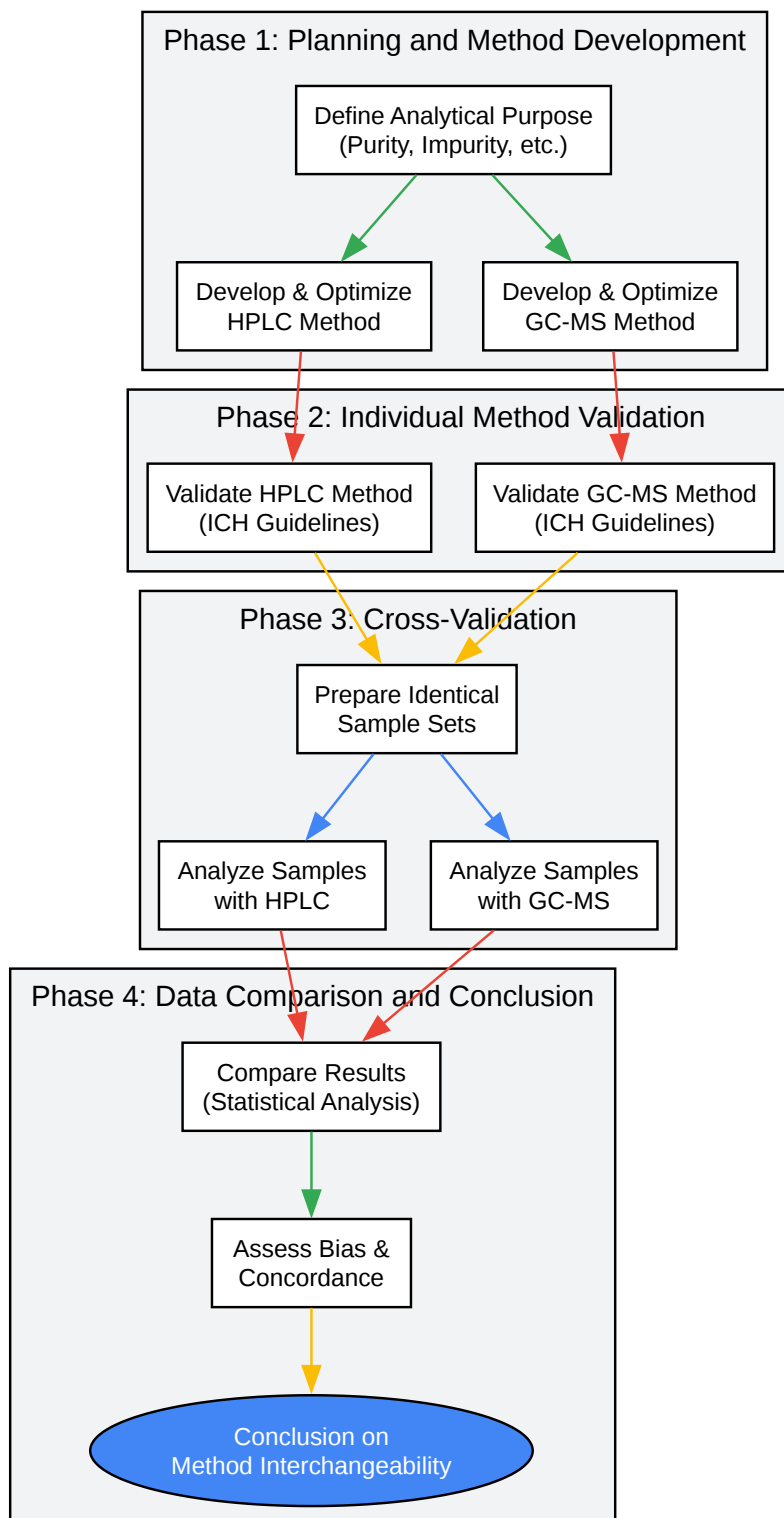 Phase 1: Planning and Method Development
Define Analytical Purpose
(Purity, Impurity, etc.)
Develop & Optimize
HPLC Method
Develop & Optimize
GC-MS Method
Phase 2: Individual Method Validation
Validate HPLC Method
(ICH Guidelines)
Validate GC-MS Method
(ICH Guidelines)
Phase 3: Cross-Validation
Prepare Identical
Sample Sets
Analyze Samples
with HPLC
Analyze Samples
with GC-MS
Phase 4: Data Comparison and Conclusion
Compare Results
(Statistical Analysis)
Assess Bias &
Concordance
Conclusion on
Method Interchangeability